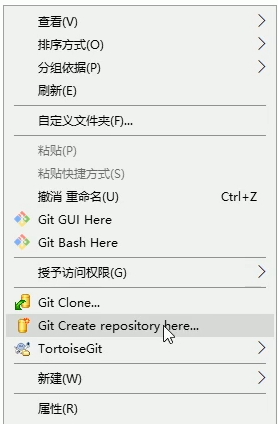 查看(V)
排序方式(O)
分组依据(P)
刷新(E)
自定义文件夹(F)...
粘贴(P)
粘贴快捷方式(S)
撤消 重命名(U) Ctrl+Z
Git GUI Here
Git Bash Here
授予访问权限(G)
Git Clone...
Git Create repository here...
TortoiseGit
新建(W)
属性(R)